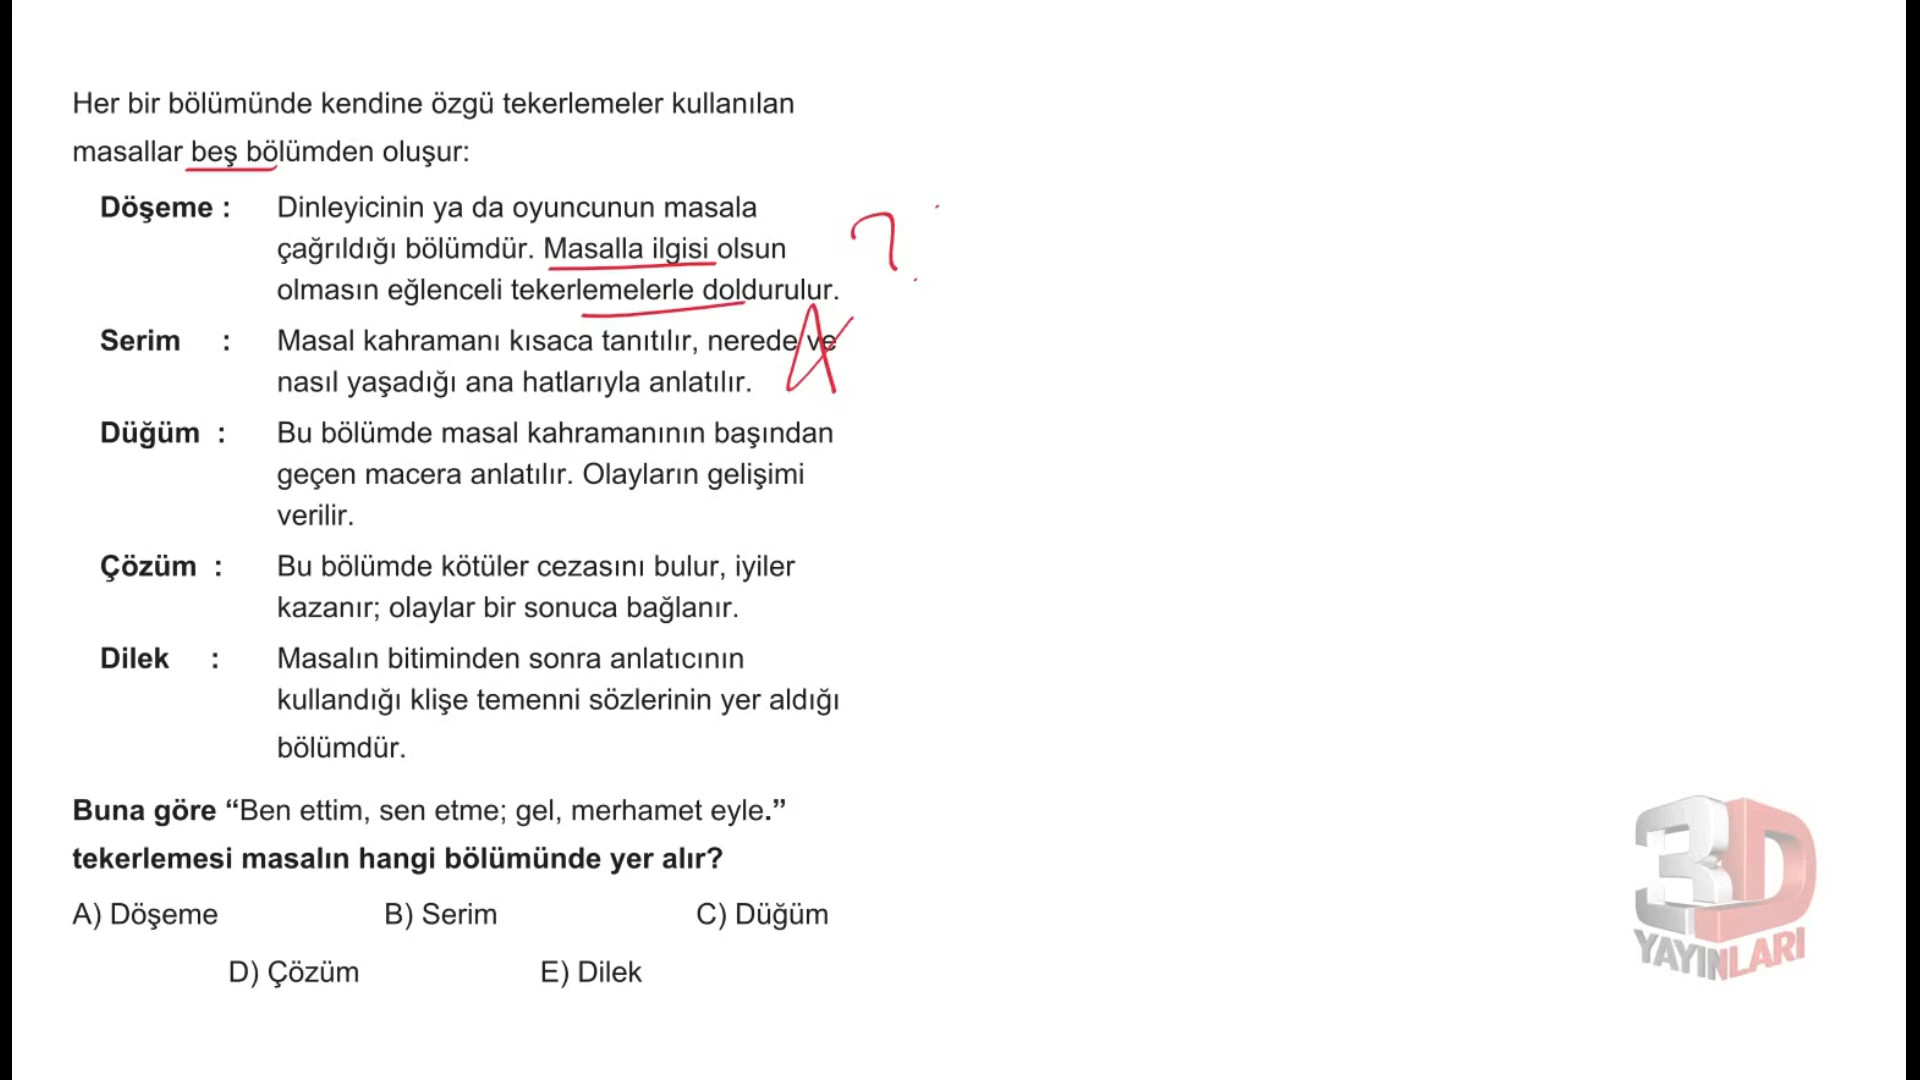 Her bir bölümünde kendine özgü tekerlemeler kullanılan
masallar beş bölümden oluşur:
Döşeme : Dinleyicinin ya da oyuncunun masala
çağrıldığı bölümdür. Masalla ilgisi olsun
olmasın eğlenceli tekerlemelerle doldurulur.
Serim : Masal kahramanı kısaca tanıtılır, nerede ve
nasıl yaşadığı ana hatlarıyla anlatılır.
Düğüm : Bu bölümde masal kahramanının başından
geçen macera anlatılır. Olayların gelişimi
verilir.
Çözüm : Bu bölümde kötüler cezasını bulur, iyiler
kazanır; olaylar bir sonuca bağlanır.
Dilek : Masalın bitiminden sonra anlatıcının
kullandığı klişe temenni sözlerinin yer aldığı
bölümdür.
Buna göre “Ben ettim, sen etme; gel, merhamet eyle.”
tekerlemesi masalın hangi bölümünde yer alır?
A) Döşeme B) Serim C) Düğüm
D) Çözüm E) Dilek
3D
YAYINLARI